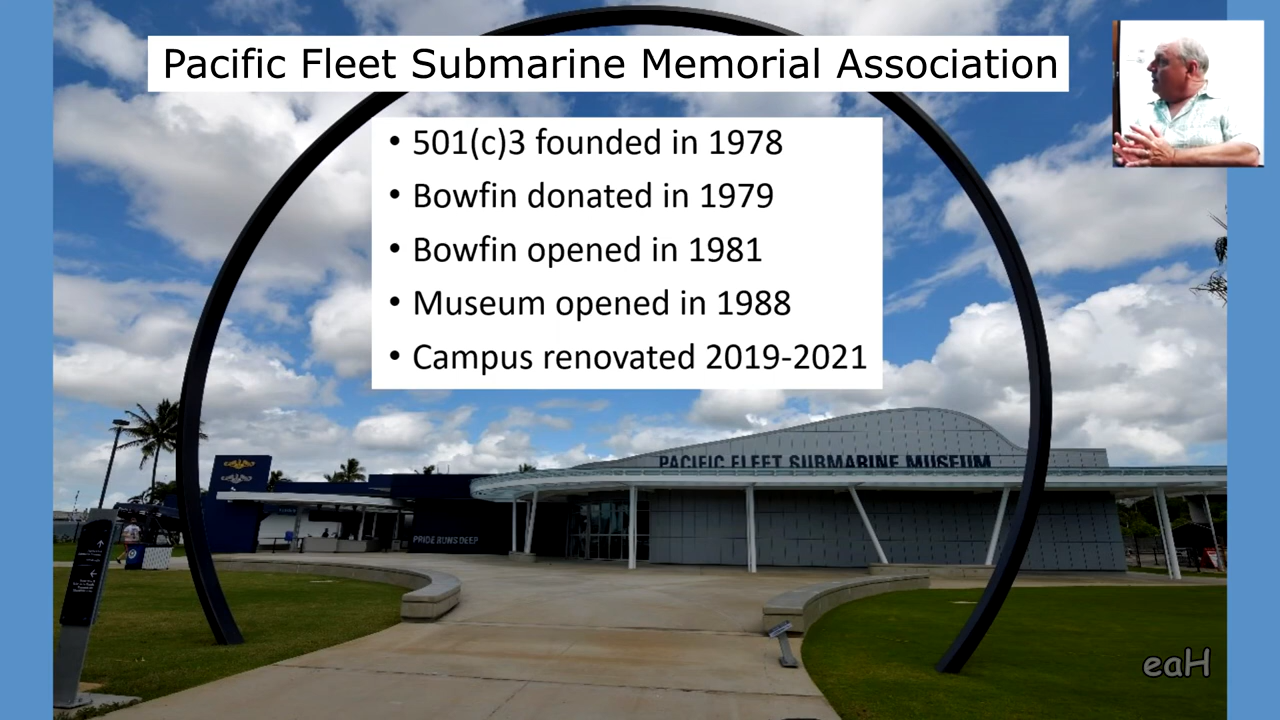 Pacific Fleet Submarine Memorial Association
• 501(c)3 founded in 1978
• Bowfin donated in 1979
• Bowfin opened in 1981
• Museum opened in 1988
• Campus renovated 2019-2021
PACIFIC FLEET SUBMARINE MUSEUM
PRIDE RUNS DEEP
eaH